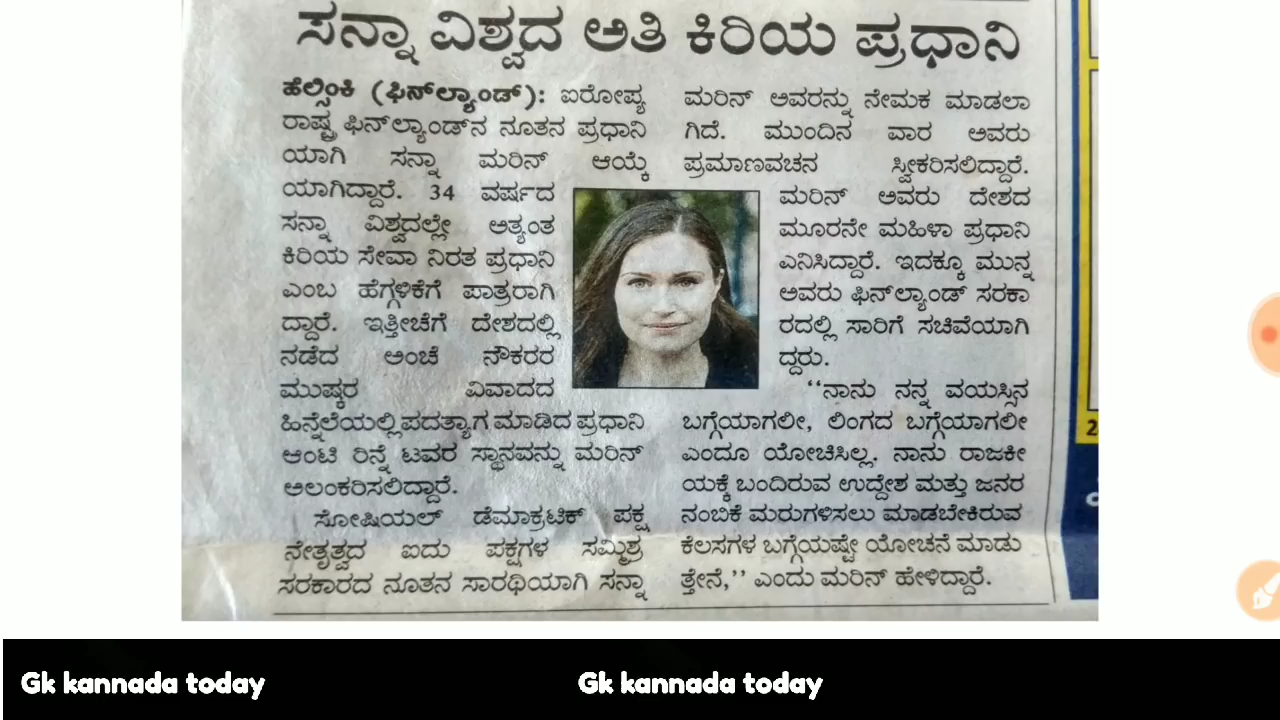 ಸನ್ನಾ ವಿಶ್ವದ ಅತಿ ಕಿರಿಯ ಪ್ರಧಾನಿ
ಹೆಲ್ಸಿಂಕಿ (ಫಿನ್‌ಲ್ಯಾಂಡ್): ಐರೋಪ್ಯ
ರಾಷ್ಟ್ರ ಫಿನ್‌ಲ್ಯಾಂಡ್‌ನ ನೂತನ ಪ್ರಧಾನಿ
ಯಾಗಿ ಸನ್ನಾ ಮರಿನ್ ಆಯ್ಕೆ
ಯಾಗಿದ್ದಾರೆ. 34 ವರ್ಷದ
ಸನ್ನಾ ವಿಶ್ವದಲ್ಲೇ ಅತ್ಯಂತ
ಕಿರಿಯ ಸೇವಾ ನಿರತ ಪ್ರಧಾನಿ
ಎಂಬ ಹೆಗ್ಗಳಿಕೆಗೆ ಪಾತ್ರರಾಗಿ
ದ್ದಾರೆ. ಇತ್ತೀಚೆಗೆ ದೇಶದಲ್ಲಿ
ನಡೆದ ಅಂಚೆ ನೌಕರರ
ಮುಷ್ಕರ ವಿವಾದದ
ಹಿನ್ನೆಲೆಯಲ್ಲಿ ಪದತ್ಯಾಗ ಮಾಡಿದ ಪ್ರಧಾನಿ
ಆಂಟಿ ರಿನ್ನೆ ಟವರ ಸ್ಥಾನವನ್ನು ಮರಿನ್
ಅಲಂಕರಿಸಲಿದ್ದಾರೆ.
ಸೋಷಿಯಲ್ ಡೆಮಾಕ್ರಟಿಕ್ ಪಕ್ಷ
ನೇತೃತ್ವದ ಐದು ಪಕ್ಷಗಳ ಸಮ್ಮಿಶ್ರ
ಸರಕಾರದ ನೂತನ ಸಾರಥಿಯಾಗಿ ಸನ್ನಾ
ಮರಿನ್ ಅವರನ್ನು ನೇಮಕ ಮಾಡಲಾ
ಗಿದೆ. ಮುಂದಿನ ವಾರ ಅವರು
ಪ್ರಮಾಣವಚನ ಸ್ವೀಕರಿಸಲಿದ್ದಾರೆ.
ಮರಿನ್ ಅವರು ದೇಶದ
ಮೂರನೇ ಮಹಿಳಾ ಪ್ರಧಾನಿ
ಎನಿಸಿದ್ದಾರೆ. ಇದಕ್ಕೂ ಮುನ್ನ
ಅವರು ಫಿನ್‌ಲ್ಯಾಂಡ್ ಸರಕಾ
ರದಲ್ಲಿ ಸಾರಿಗೆ ಸಚಿವೆಯಾಗಿ
ದ್ದರು.
‘‘ನಾನು ನನ್ನ ವಯಸ್ಸಿನ
ಬಗ್ಗೆಯಾಗಲೀ, ಲಿಂಗದ ಬಗ್ಗೆಯಾಗಲೀ
ಎಂದೂ ಯೋಚಿಸಿಲ್ಲ. ನಾನು ರಾಜಕೀ
ಯಕ್ಕೆ ಬಂದಿರುವ ಉದ್ದೇಶ ಮತ್ತು ಜನರ
ನಂಬಿಕೆ ಮರುಗಳಿಸಲು ಮಾಡಬೇಕಿರುವ
ಕೆಲಸಗಳ ಬಗ್ಗೆಯಷ್ಟೇ ಯೋಚನೆ ಮಾಡು
ತ್ತೇನೆ,’’ ಎಂದು ಮರಿನ್ ಹೇಳಿದ್ದಾರೆ.
2
Gk kannada today Gk kannada today